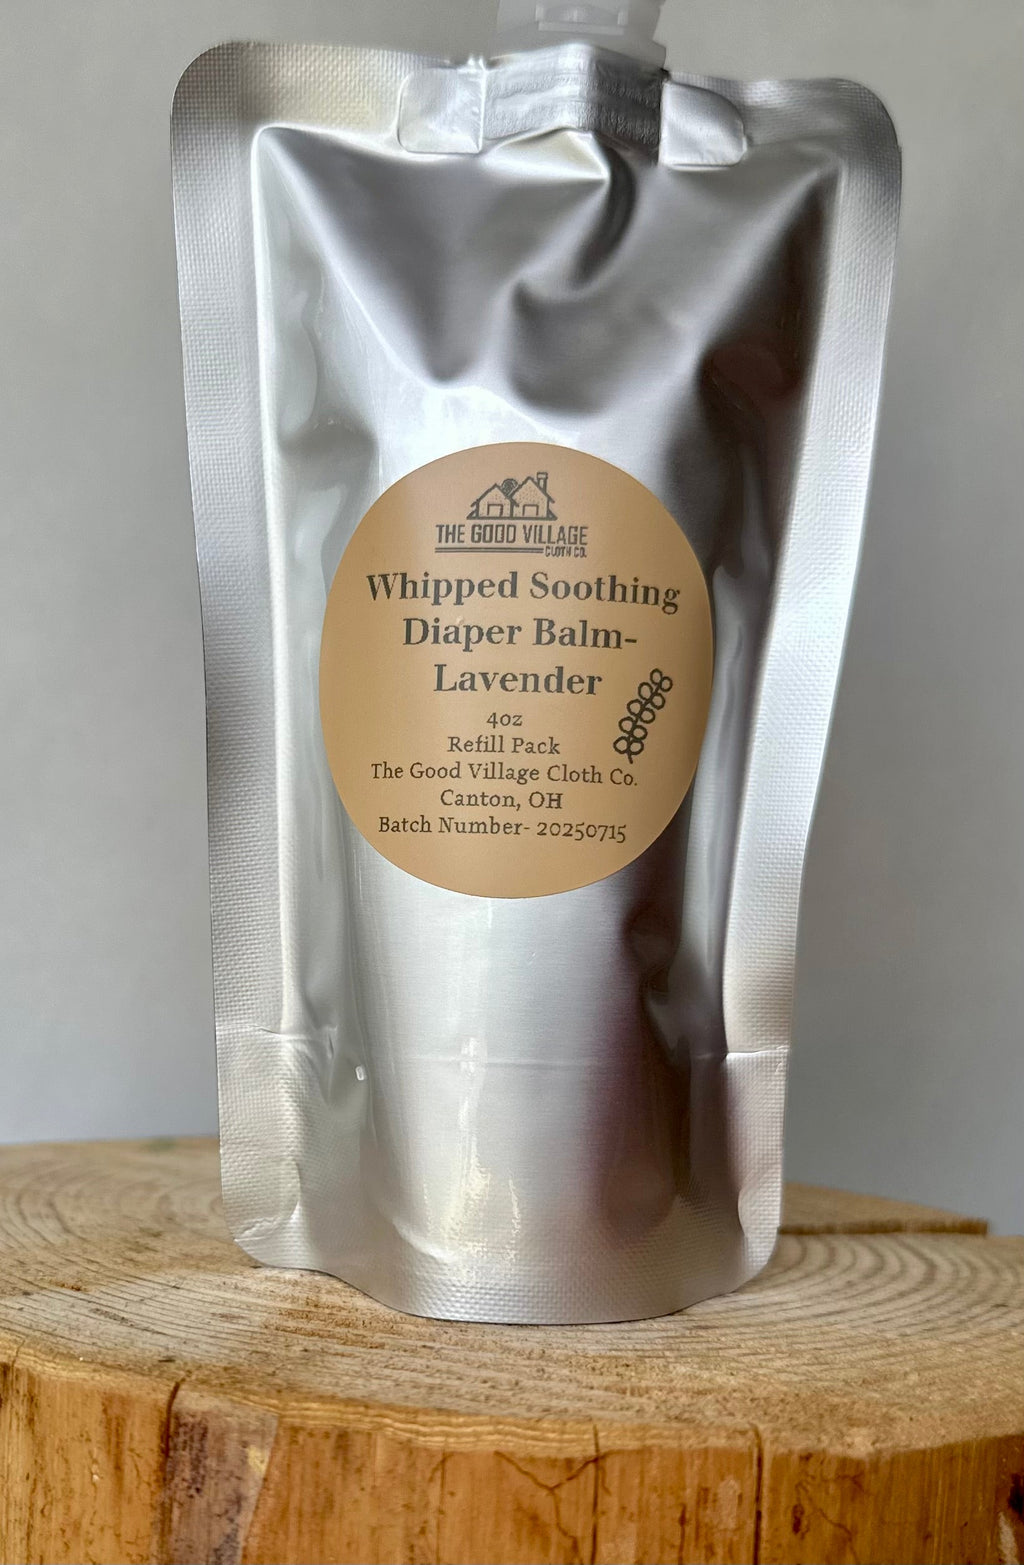 THE GOOD VILLAGE
CLOTH CO.
Whipped Soothing
Diaper Balm-
Lavender
4oz
Refill Pack
The Good Village Cloth Co.
Canton, OH
Batch Number- 20250715